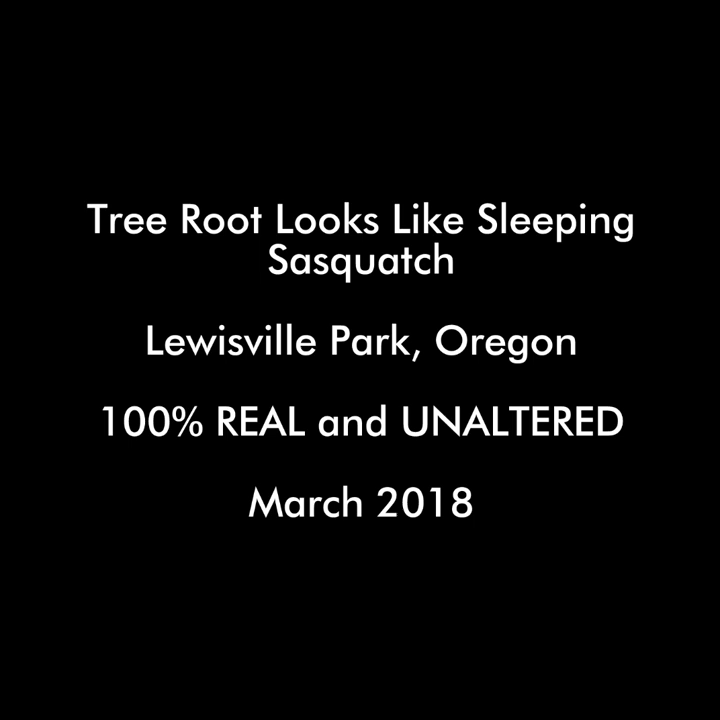 Tree Root Looks Like Sleeping
Sasquatch
Lewisville Park, Oregon
100% REAL and UNALTERED
March 2018